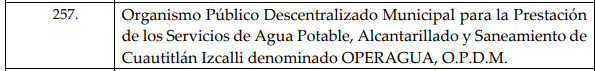 257. Organismo Público Descentralizado Municipal para la Prestación
de los Servicios de Agua Potable, Alcantarillado y Saneamiento de
Cuautitlán Izcalli denominado OPERAGUA, O.P.D.M.